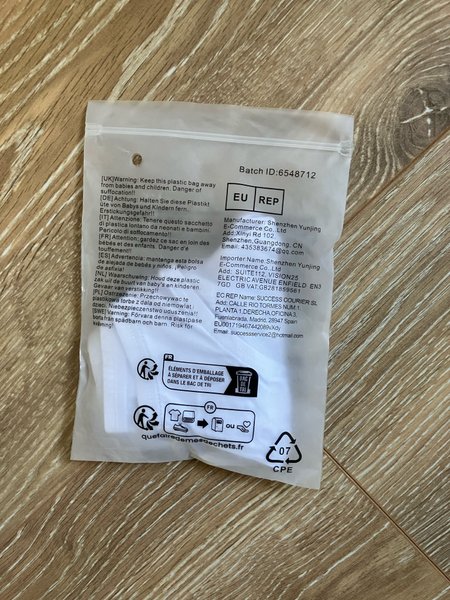 Batch ID:6548712
[UK]Warning: Keep this plastic bag away
from babies and children. Danger of
suffocation!!
[DE] Achtung: Halten Sie diese Plastikt
üte von Babys und Kindern fern.
Erstickungsgefahr!!
[IT] Attenzione: Tenere questo sacchetto
di plastica lontano da neonati e bambini.
Pericolo di soffocamento!!
[FR] Attention: gardez ce sac en loin des
bébés et des enfants. Danger d'
étouffement!!
[ES] Advertencia: mantenga esta bolsa
de alejada de bebés y niños. ¡Peligro
de asfixia!
[NL] Waarschuwing: Houd deze plastic
zak uit de buurt van baby's en kinderen
Gevaar van verstikking!!
[PL] Ostrzeżenie: Przechowywać te
plastikową torbe z dala od niemowląt i
dzieci. Niebezpieczeństwo uduszenia!!
[SWE] Varning: Förvara denna plastpåse
borta från spädbarn och barn. Risk för
kvävning!
EU REP
Manufacturer: Shenzhen Yunjing
E-Commerce Co.,Ltd
Add:Xinyi Rd 102,
Shenzhen,Guangdong, CN
Email: 435383674@qq.com
Importer Name:Shenzhen Yunjing
E-Commerce Co.,Ltd
Add: SUITE112, VISION25
ELECTRIC AVENUE ENFIELD EN3
7GD GB VAT:GB281859561
EC REP Name: SUCCESS COURIER SL
Add: CALLE RIO TORMES NUM.1,
PLANTA 1, DERECHA,OFICINA 3,
Fuenlabrada, Madrid, 28947 Spain
Email: successservice2@hotmail.com
FR
ÉLÉMENTS D'EMBALLAGE
À SÉPARER ET À DÉPOSER
DANS LE BAC DE TRI
BAC
DE
TRI
FR
ou
quefairedemesdechets.fr
07
CPE